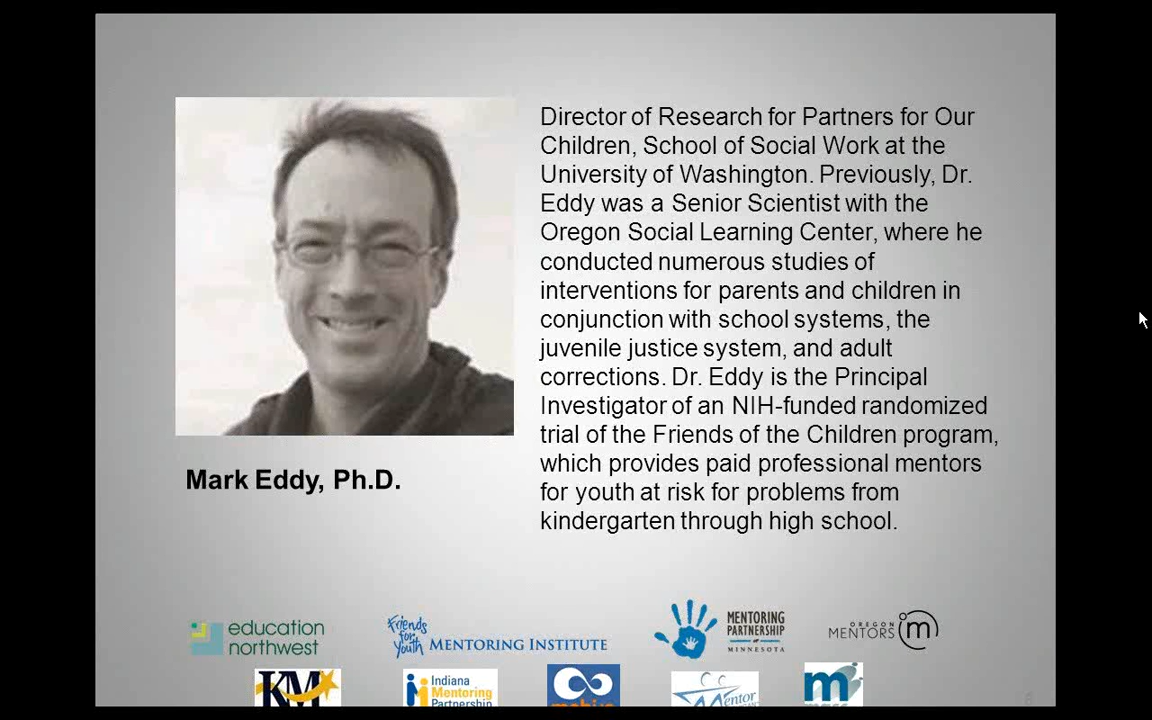 Director of Research for Partners for Our
Children, School of Social Work at the
University of Washington. Previously, Dr.
Eddy was a Senior Scientist with the
Oregon Social Learning Center, where he
conducted numerous studies of
interventions for parents and children in
conjunction with school systems, the
juvenile justice system, and adult
corrections. Dr. Eddy is the Principal
Investigator of an NIH-funded randomized
trial of the Friends of the Children program,
which provides paid professional mentors
for youth at risk for problems from
kindergarten through high school.
Mark Eddy, Ph.D.
education
northwest
Friends
for
Youth
MENTORING INSTITUTE
MENTORING
PARTNERSHIP
of
MINNESOTA
OREGON
MENTORS
m
KM
Indiana
Mentoring
Partnership
Mentor
m